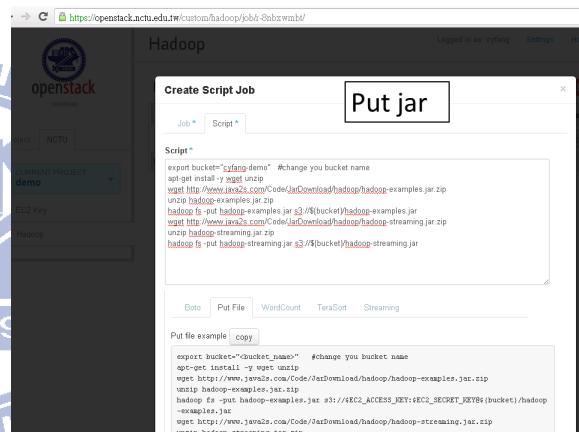 https://openstack.nctu.edu.tw/custom/hadoop/job/r-8nbxwmbt/
Hadoop
Logged in as: cyfang Settings
openstack
NCTU
CURRENT PROJECT
demo
EC2 Key
Hadoop
Create Script Job
×
Put jar
Job *
Script *
Script *
export bucket="cyfang-demo" #change you bucket name
apt-get install -y wget unzip
wget http://www.java2s.com/Code/JarDownload/hadoop/hadoop-examples.jar.zip
unzip hadoop-examples.jar.zip
hadoop fs -put hadoop-examples.jar s3://${bucket}/hadoop-examples.jar
wget http://www.java2s.com/Code/JarDownload/hadoop/hadoop-streaming.jar.zip
unzip hadoop-streaming.jar.zip
hadoop fs -put hadoop-streaming.jar s3://${bucket}/hadoop-streaming.jar
Boto Put File WordCount TeraSort Streaming
Put file example copy
export bucket="<bucket_name>" #change you bucket name
apt-get install -y wget unzip
wget http://www.java2s.com/Code/JarDownload/hadoop/hadoop-examples.jar.zip
unzip hadoop-examples.jar.zip
hadoop fs -put hadoop-examples.jar s3://$EC2_ACCESS_KEY:$EC2_SECRET_KEY@${bucket}/hadoop
-examples.jar
wget http://www.java2s.com/Code/JarDownload/hadoop/hadoop-streaming.jar.zip
unzip hadoop-streaming.jar.zip